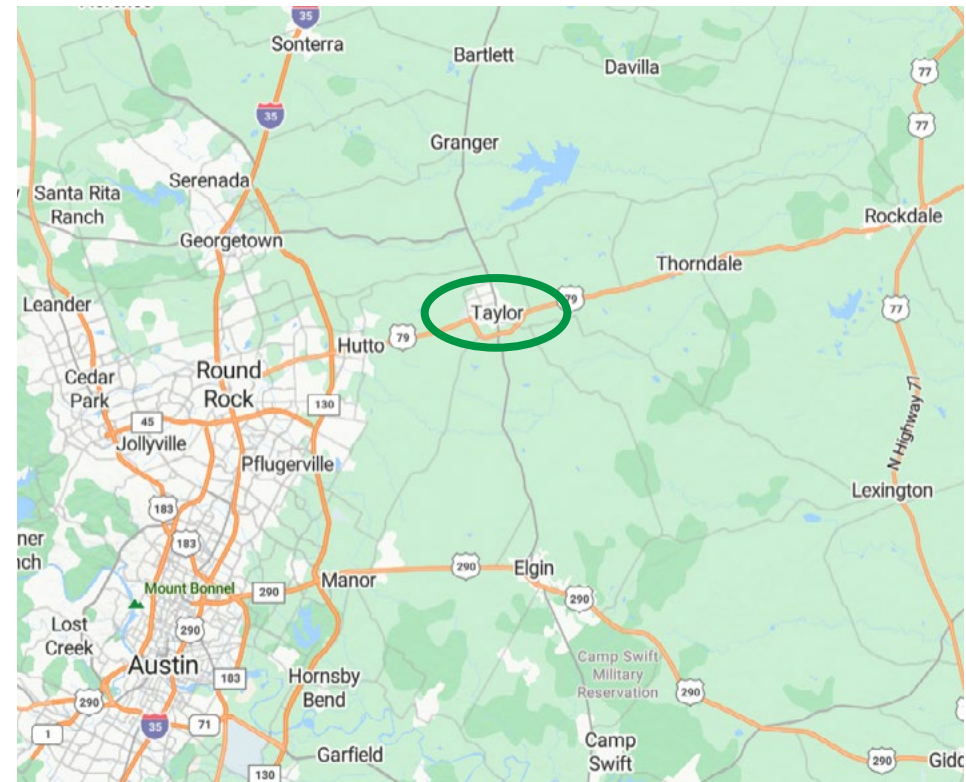 35
Sonterra
Bartlett
Davilla
77
35
77
Granger
Serenada
Santa Rita
Ranch
Rockdale
Georgetown
Thorndale
Leander
79
Taylor
77
79
Hutto
Round
Rock
Cedar
Park
130
45
Jollyville
N Highway 77
Pflugerville
Lexington
183
183
290
Elgin
Manor
Mount Bonnel
290
290
Lost
Creek
290
Austin
183
Camp Swift
Military
Reservation
Hornsby
Bend
290
290
1
35
71
Garfield
Camp
Swift
290
130